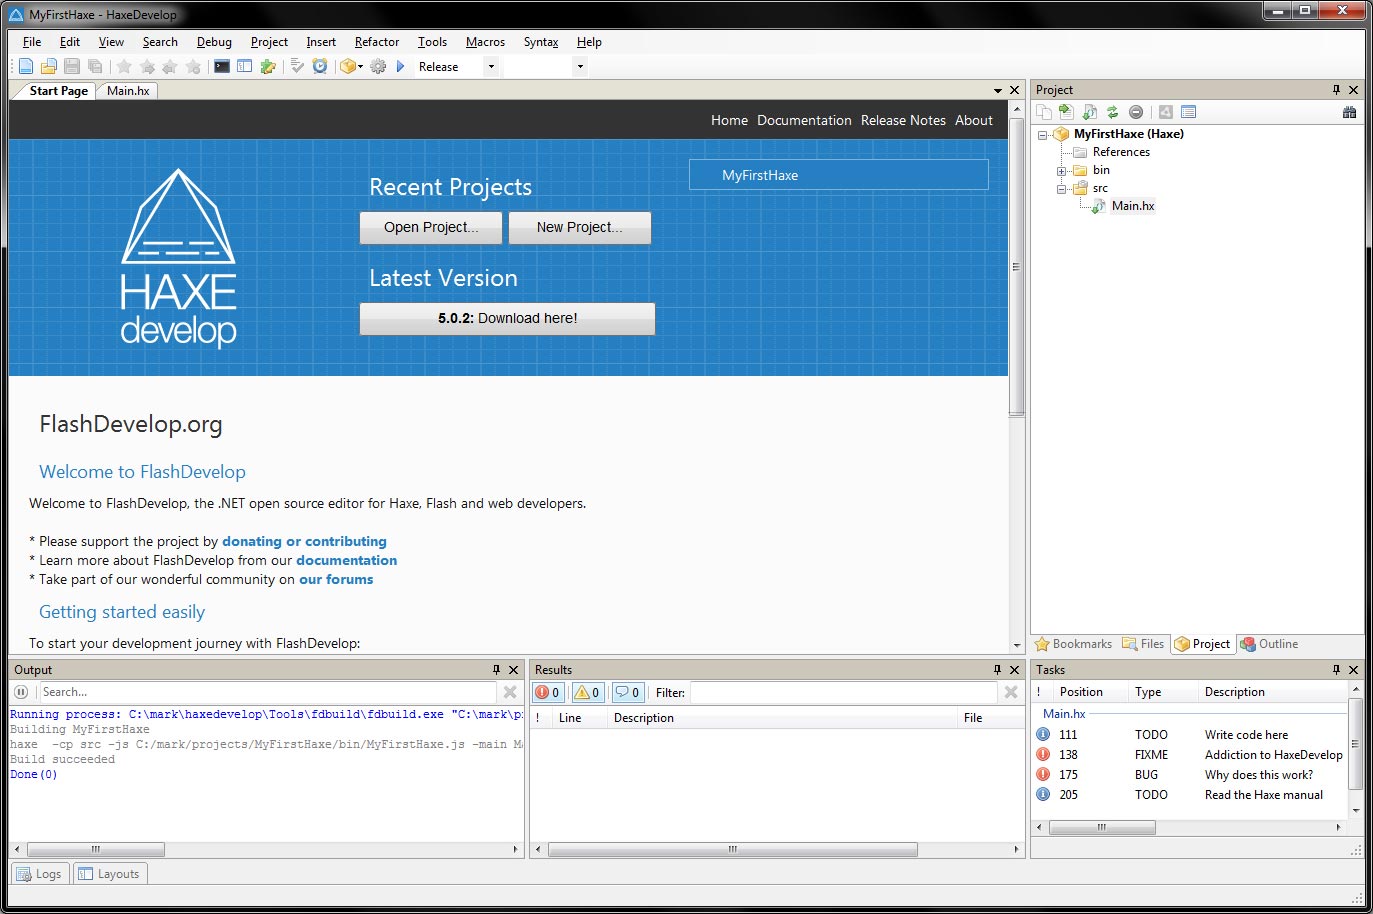 MyFirstHaxe - HaxeDevelop
File Edit View Search Debug Project Insert Refactor Tools Macros Syntax Help
Release
Start Page Main.hx
Home Documentation Release Notes About
HAXE
develop
Recent Projects
Open Project... New Project...
MyFirstHaxe
Latest Version
5.0.2: Download here!
FlashDevelop.org
Welcome to FlashDevelop
Welcome to FlashDevelop, the .NET open source editor for Haxe, Flash and web developers.
* Please support the project by donating or contributing
* Learn more about FlashDevelop from our documentation
* Take part of our wonderful community on our forums
Getting started easily
To start your development journey with FlashDevelop:
Project
MyFirstHaxe (Haxe)
References
bin
src
Main.hx
Bookmarks Files Project Outline
Output
Search...
Running process: C:\mark\haxedevelop\Tools\fdbuild\fdbuild.exe "C:\mark\p
Building MyFirstHaxe
haxe -cp src -js C:/mark/projects/MyFirstHaxe/bin/MyFirstHaxe.js -main M
Build succeeded
Done(0)
Results
0 0 0 Filter:
! Line Description File
Tasks
! Position Type Description
Main.hx
111 TODO Write code here
138 FIXME Addiction to HaxeDevelop
175 BUG Why does this work?
205 TODO Read the Haxe manual
Logs Layouts